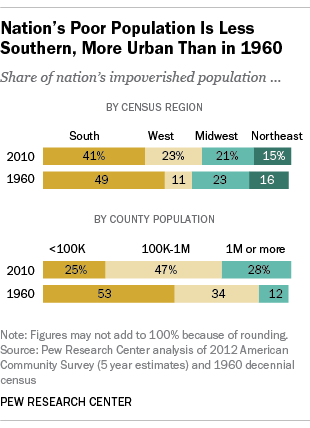 Nation's Poor Population Is Less
Southern, More Urban Than in 1960
Share of nation's impoverished population ...
BY CENSUS REGION
South West Midwest Northeast
2010 41% 23% 21% 15%
1960 49 11 23 16
BY COUNTY POPULATION
<100K 100K-1M 1M or more
2010 25% 47% 28%
1960 53 34 12
Note: Figures may not add to 100% because of rounding.
Source: Pew Research Center analysis of 2012 American
Community Survey (5 year estimates) and 1960 decennial
census
PEW RESEARCH CENTER